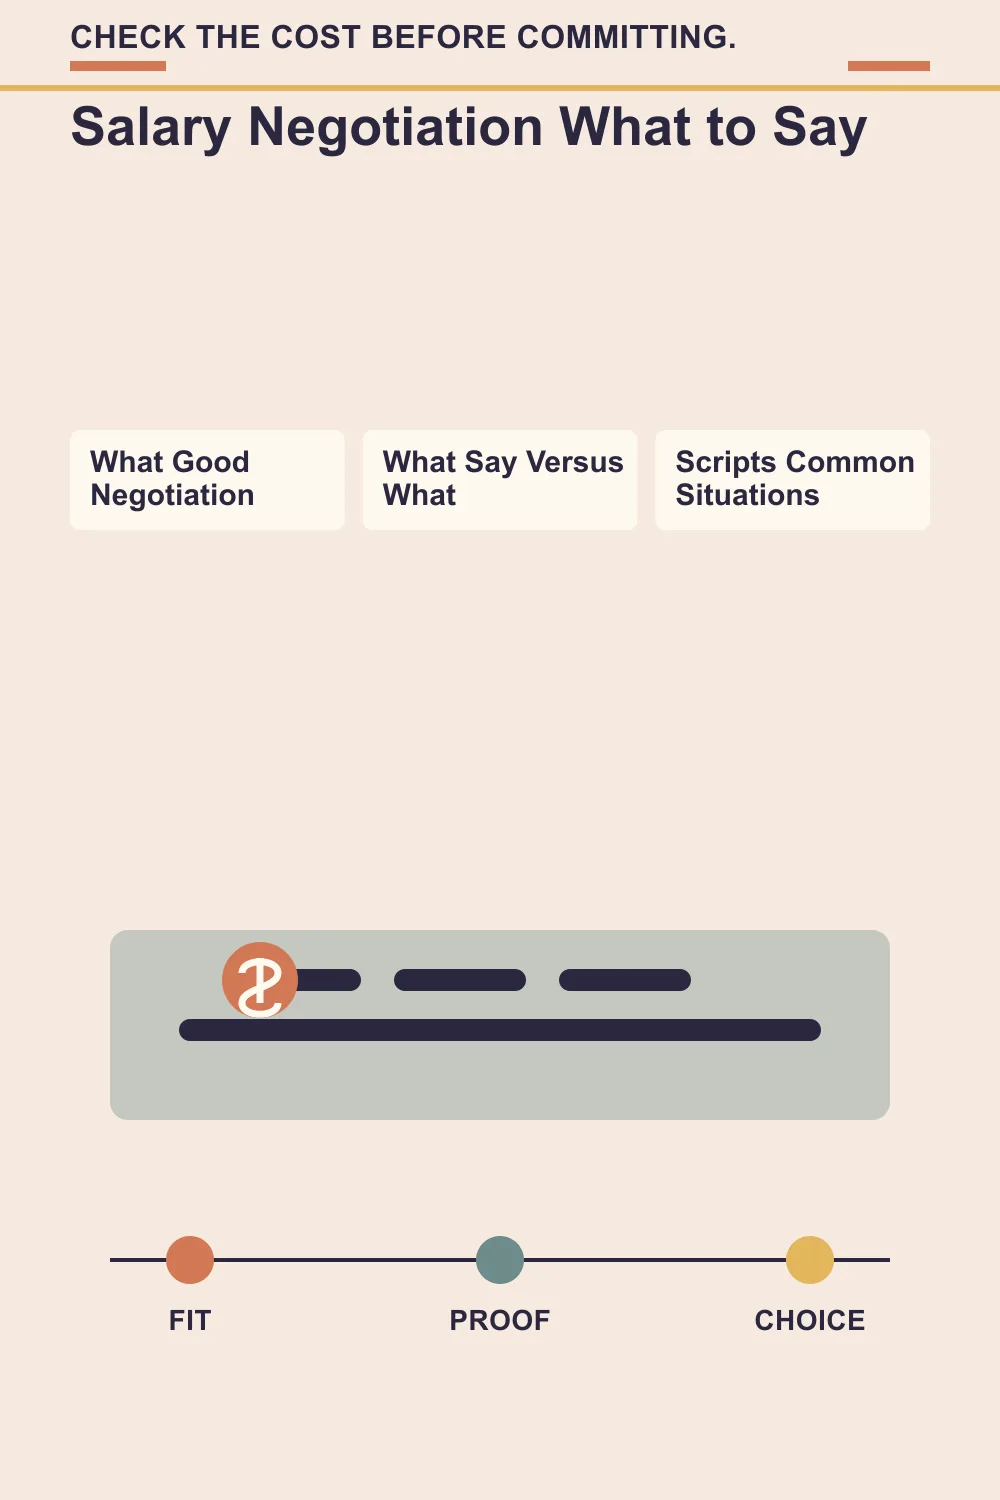 CHECK THE COST BEFORE COMMITTING.
Salary Negotiation What to Say
What Good
Negotiation
What Say Versus
What
Scripts Common
Situations
FIT
PROOF
CHOICE